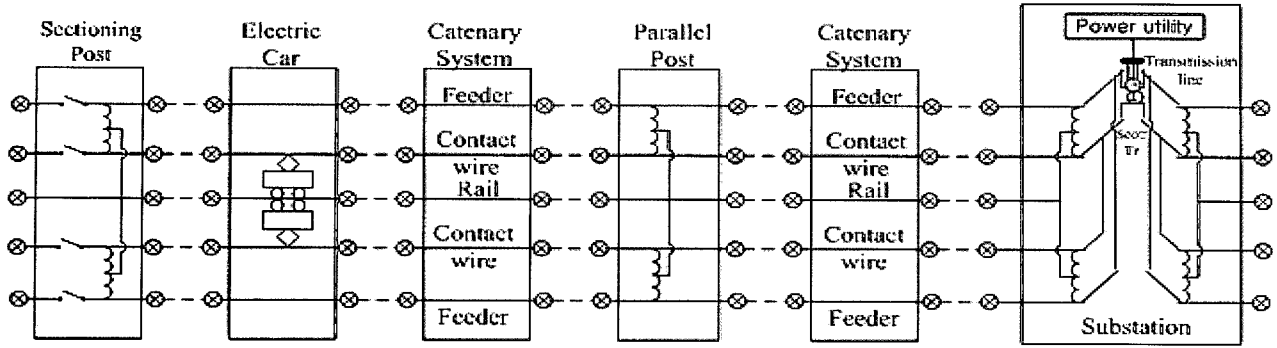 Sectioning
Post
Electric
Car
Catenary
System
Parallel
Post
Catenary
System
Power utility
Transmission
line
Feeder
Contact
wire
Rail
Contact
wire
Feeder
Feeder
Contact
wire
Rail
Contact
wire
Feeder
Scott
Tr
Substation